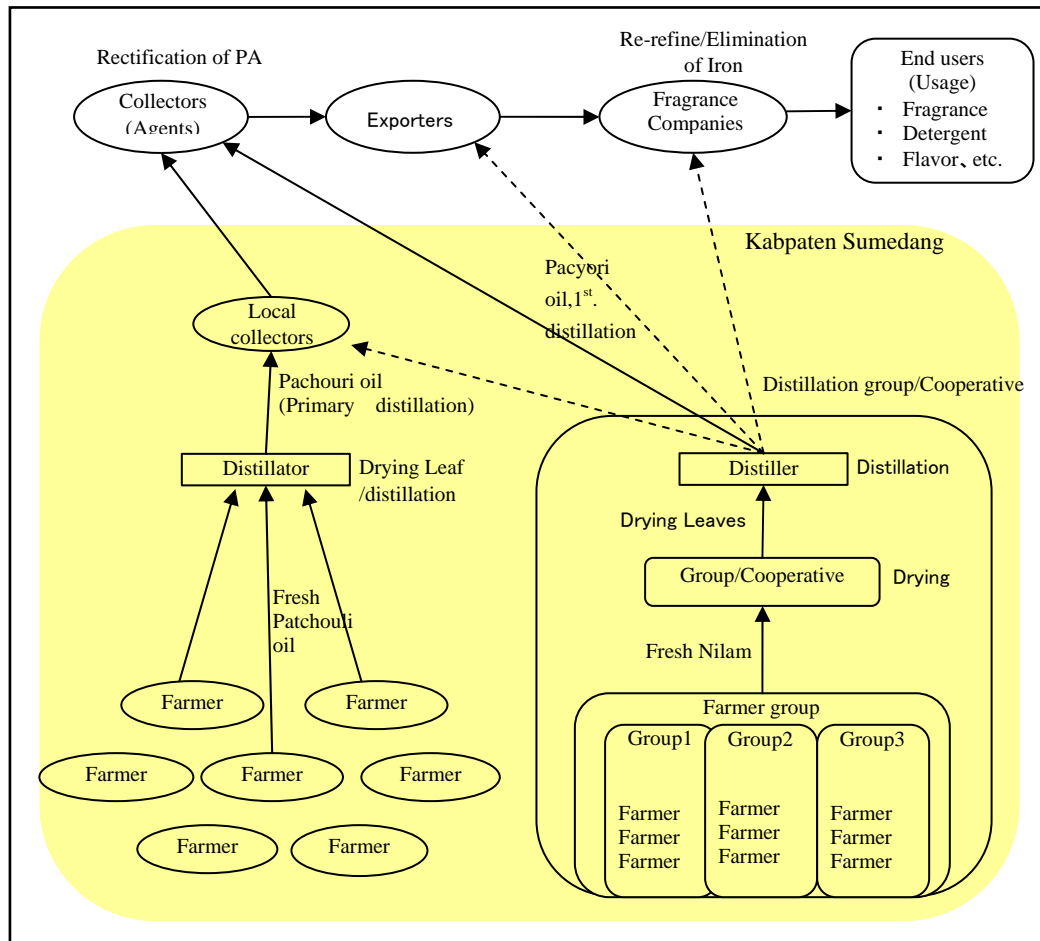 Rectification of PA
Re-refine/Elimination
of Iron
Collectors
(Agents)
Exporters
Fragrance
Companies
End users
(Usage)
・ Fragrance
・ Detergent
・ Flavor、etc.
Kabpaten Sumedang
Pacyori
oil,1st.
distillation
Local
collectors
Pachouri oil
(Primary distillation)
Distillation group/Cooperative
Distillator
Drying Leaf
/distillation
Distiller
Distillation
Drying Leaves
Group/Cooperative
Drying
Fresh
Patchouli
oil
Fresh Nilam
Farmer
Farmer
Farmer group
Group1
Group2
Group3
Farmer
Farmer
Farmer
Farmer
Farmer
Farmer
Farmer
Farmer
Farmer
Farmer
Farmer
Farmer
Farmer
Farmer